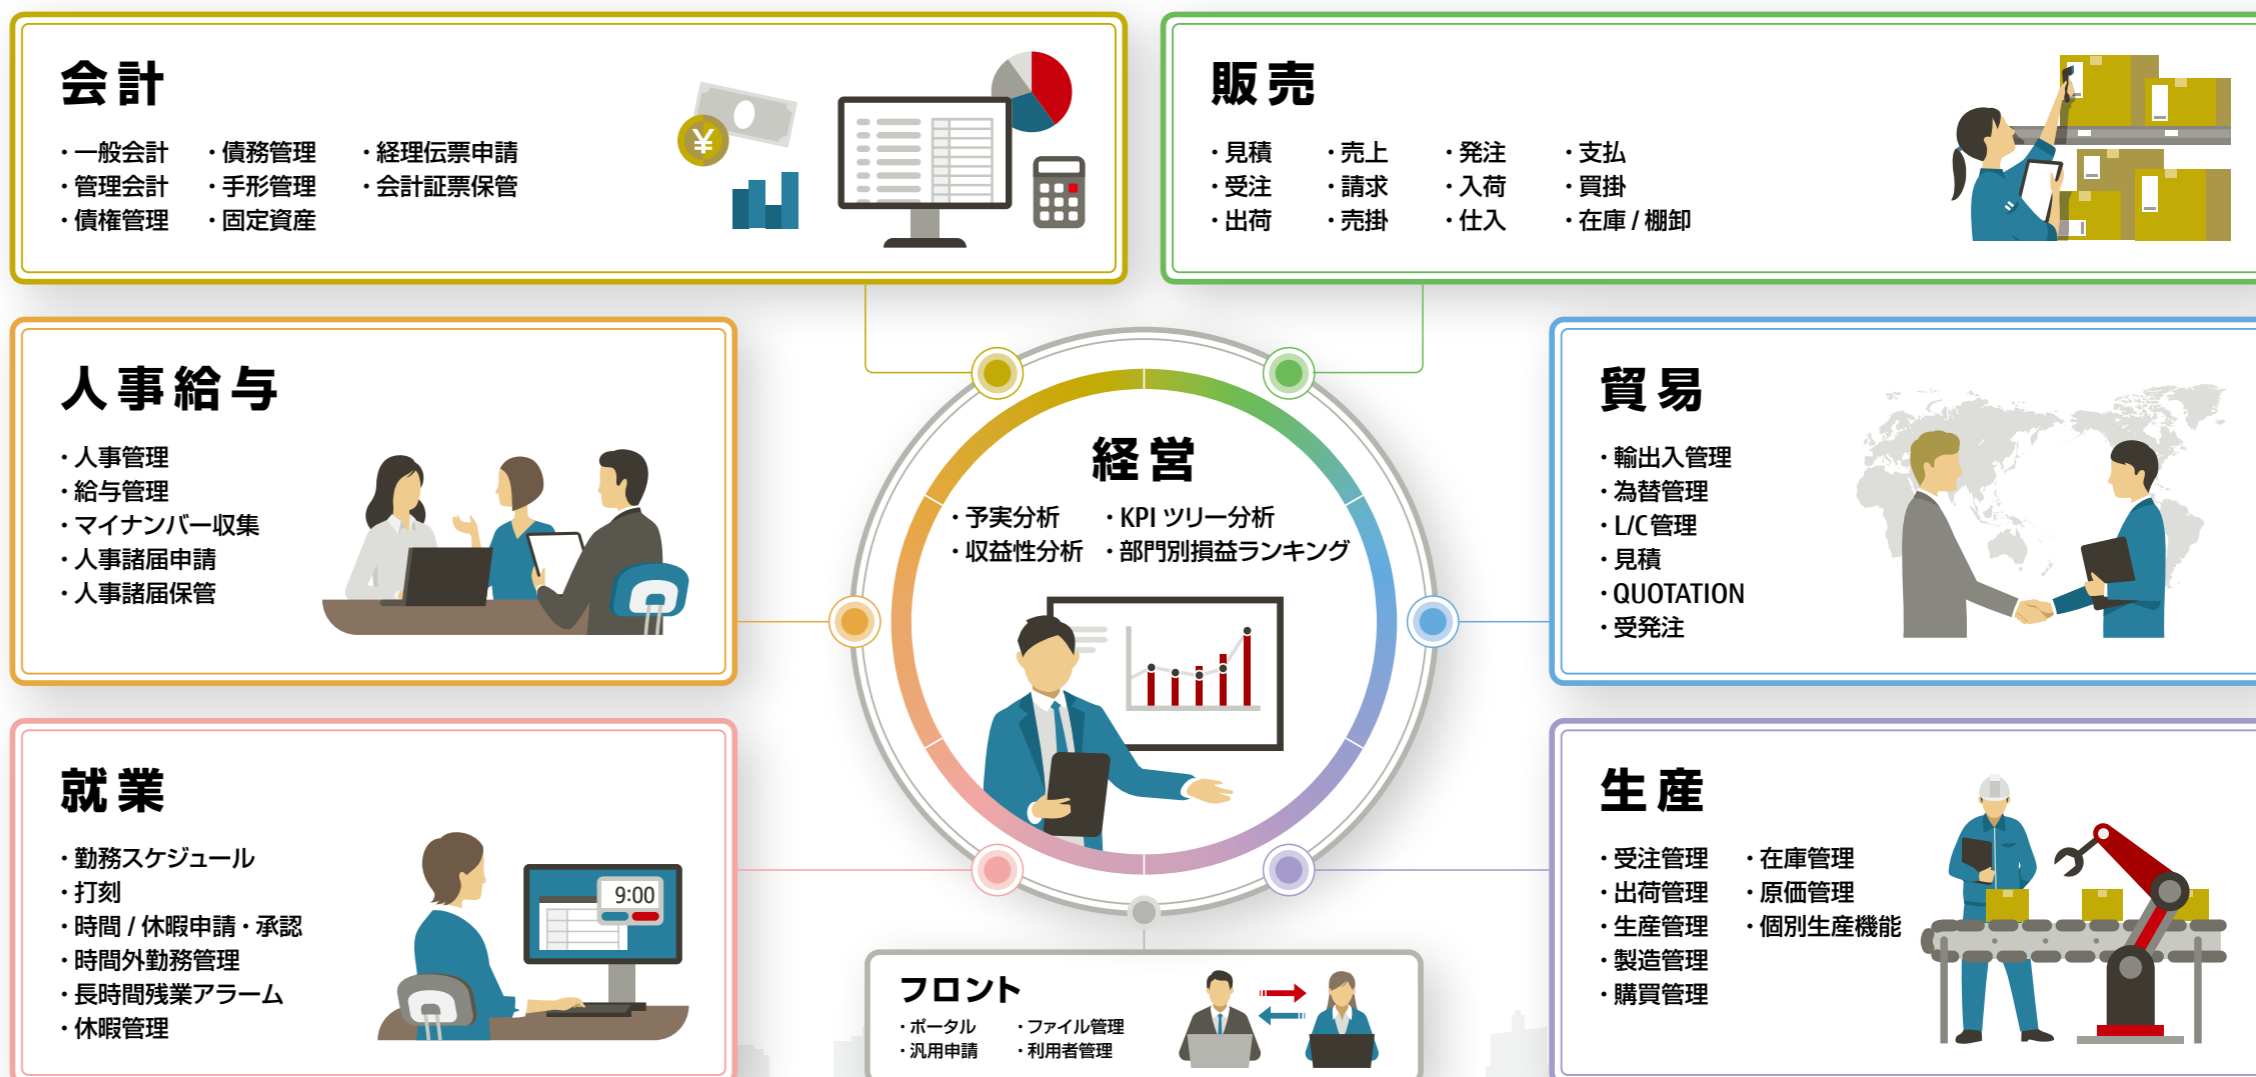 会計
・一般会計 ・債務管理 ・経理伝票申請
・管理会計 ・手形管理 ・会計証票保管
・債権管理 ・固定資産
¥
販売
・見積 ・売上 ・発注 ・支払
・受注 ・請求 ・入荷 ・買掛
・出荷 ・売掛 ・仕入 ・在庫 / 棚卸
人事給与
・人事管理
・給与管理
・マイナンバー収集
・人事諸届申請
・人事諸届保管
経営
・予実分析 ・KPI ツリー分析
・収益性分析 ・部門別損益ランキング
貿易
・輸出入管理
・為替管理
・L/C管理
・見積
・QUOTATION
・受発注
就業
・勤務スケジュール
・打刻
・時間 / 休暇申請・承認
・時間外勤務管理
・長時間残業アラーム
・休暇管理
9:00
フロント
・ポータル ・ファイル管理
・汎用申請 ・利用者管理
生産
・受注管理 ・在庫管理
・出荷管理 ・原価管理
・生産管理 ・個別生産機能
・製造管理
・購買管理